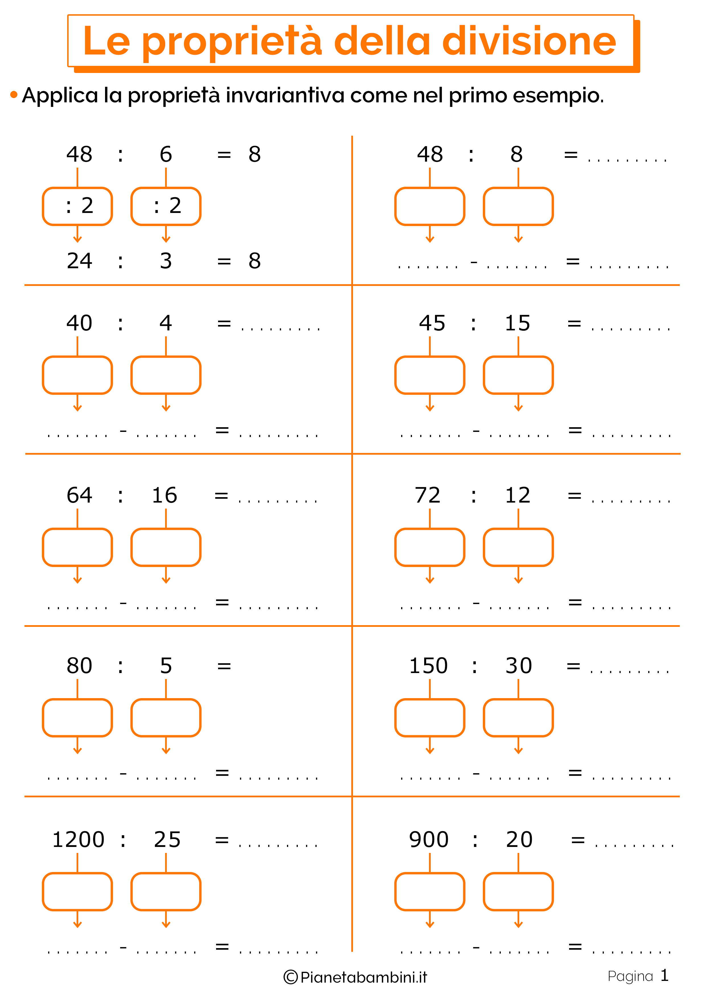 Le proprietà della divisione
• Applica la proprietà invariantiva come nel primo esempio.
48 : 6 = 8
: 2 : 2
24 : 3 = 8
48 : 8 = . . . . . . . . .
. . . . . . . - . . . . . . . = . . . . . . . . .
40 : 4 = . . . . . . . . .
. . . . . . . - . . . . . . . = . . . . . . . . .
45 : 15 = . . . . . . . . .
. . . . . . . - . . . . . . . = . . . . . . . . .
64 : 16 = . . . . . . . . .
. . . . . . . - . . . . . . . = . . . . . . . . .
72 : 12 = . . . . . . . . .
. . . . . . . - . . . . . . . = . . . . . . . . .
80 : 5 =
. . . . . . . - . . . . . . . = . . . . . . . . .
150 : 30 = . . . . . . . . .
. . . . . . . - . . . . . . . = . . . . . . . . .
1200 : 25 = . . . . . . . . .
. . . . . . . - . . . . . . . = . . . . . . . . .
900 : 20 = . . . . . . . . .
. . . . . . . - . . . . . . . = . . . . . . . . .
©Pianetabambini.it
Pagina 1